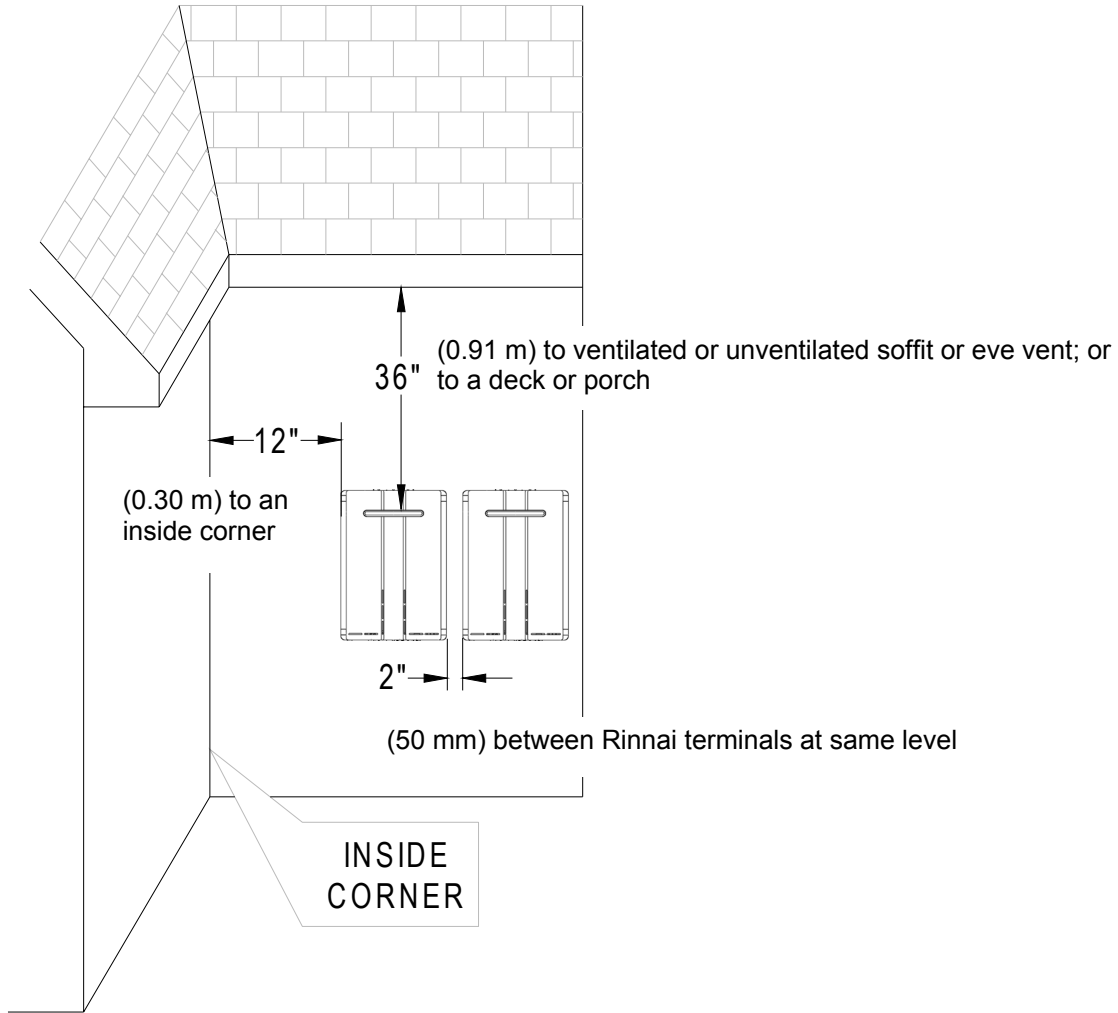 (0.91 m) to ventilated or unventilated soffit or eve vent; or
36"
to a deck or porch
12"
(0.30 m) to an
inside corner
2"
(50 mm) between Rinnai terminals at same level
INSIDE
CORNER